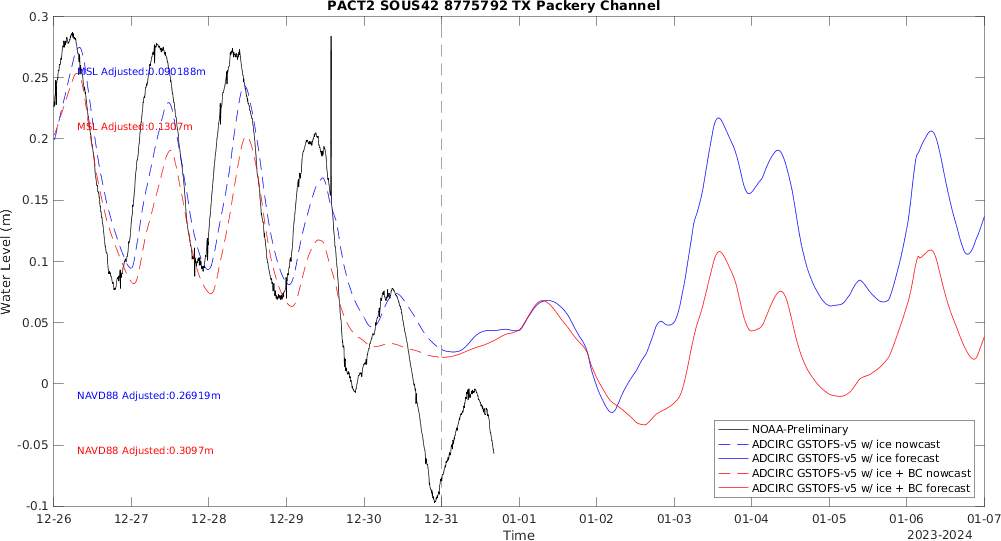 PACT2 SOUS42 8775792 TX Packery Channel
0.3
0.25
0.2
0.15
0.1
0.05
0
-0.05
-0.1
Water Level (m)
MSL Adjusted:0.090188m
MSL Adjusted:0.1307m
NAVD88 Adjusted:0.26919m
NAVD88 Adjusted:0.3097m
NOAA-Preliminary
ADCIRC GSTOFS-v5 w/ ice nowcast
ADCIRC GSTOFS-v5 w/ ice forecast
ADCIRC GSTOFS-v5 w/ ice + BC nowcast
ADCIRC GSTOFS-v5 w/ ice + BC forecast
12-26 12-27 12-28 12-29 12-30 12-31 01-01 01-02 01-03 01-04 01-05 01-06 01-07
Time
2023-2024